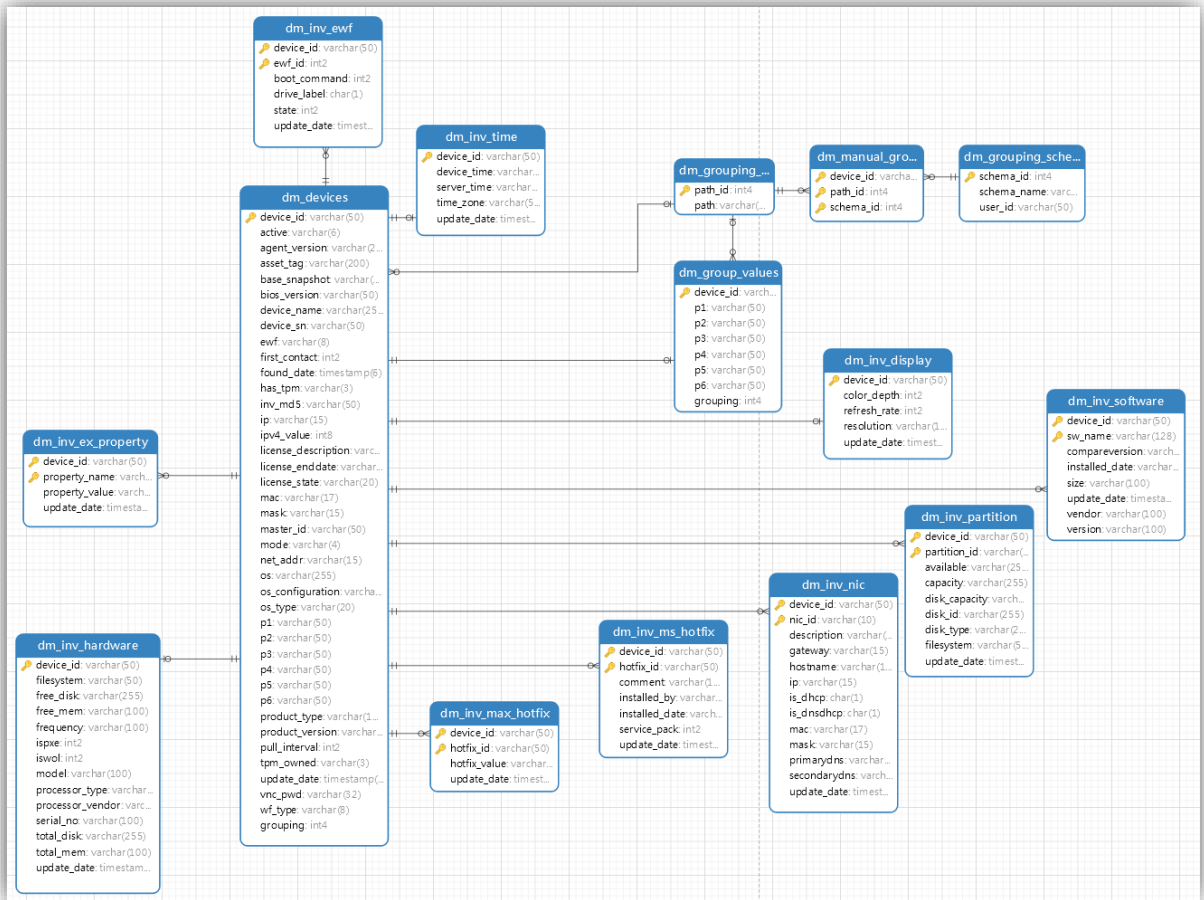 dm_inv_ewf
device_id: varchar(50)
ewf_id: int2
boot_command: int2
drive_label: char(1)
state: int2
update_date: timest...
dm_inv_time
device_id: varchar(50)
device_time: varchar...
server_time: varchar...
time_zone: varchar(5...
update_date: timest...
dm_grouping_...
path_id: int4
path: varchar(...
dm_manual_gro...
device_id: varcha...
path_id: int4
schema_id: int4
dm_grouping_sche...
schema_id: int4
schema_name: varc...
user_id: varchar(50)
dm_devices
device_id: varchar(50)
active: varchar(6)
agent_version: varchar(2...
asset_tag: varchar(200)
base_snapshot: varchar(...
bios_version: varchar(50)
device_name: varchar(25...
device_sn: varchar(50)
ewf: varchar(8)
first_contact: int2
found_date: timestamp(6)
has_tpm: varchar(3)
inv_md5: varchar(50)
ip: varchar(15)
ipv4_value: int8
license_description: varc...
license_enddate: varchar...
license_state: varchar(20)
mac: varchar(17)
mask: varchar(15)
master_id: varchar(50)
mode: varchar(4)
net_addr: varchar(15)
os: varchar(255)
os_configuration: varcha...
os_type: varchar(20)
p1: varchar(50)
p2: varchar(50)
p3: varchar(50)
p4: varchar(50)
p5: varchar(50)
p6: varchar(50)
product_type: varchar(1...
product_version: varchar...
pull_interval: int2
tpm_owned: varchar(3)
update_date: timestamp(...
vnc_pwd: varchar(32)
wf_type: varchar(8)
grouping: int4
dm_group_values
device_id: varch...
p1: varchar(50)
p2: varchar(50)
p3: varchar(50)
p4: varchar(50)
p5: varchar(50)
p6: varchar(50)
grouping: int4
dm_inv_display
device_id: varchar(50)
color_depth: int2
refresh_rate: int2
resolution: varchar(1...
update_date: timest...
dm_inv_software
device_id: varchar(50)
sw_name: varchar(128)
compareversion: varch...
installed_date: varchar...
size: varchar(100)
update_date: timesta...
vendor: varchar(100)
version: varchar(100)
dm_inv_ex_property
device_id: varchar(50)
property_name: varch...
property_value: varch...
update_date: timesta...
dm_inv_partition
device_id: varchar(50)
partition_id: varchar(...
available: varchar(25...
capacity: varchar(255)
disk_capacity: varch...
disk_id: varchar(255)
disk_type: varchar(2...
filesystem: varchar(5...
update_date: timest...
dm_inv_nic
device_id: varchar(50)
nic_id: varchar(10)
description: varchar(...
gateway: varchar(15)
hostname: varchar(1...
ip: varchar(15)
is_dhcp: char(1)
is_dnsdhcp: char(1)
mac: varchar(17)
mask: varchar(15)
primarydns: varchar...
secondarydns: varch...
update_date: timest...
dm_inv_ms_hotfix
device_id: varchar(50)
hotfix_id: varchar(50)
comment: varchar(1...
installed_by: varchar...
installed_date: varch...
service_pack: int2
update_date: timest...
dm_inv_hardware
device_id: varchar(50)
filesystem: varchar(50)
free_disk: varchar(255)
free_mem: varchar(100)
frequency: varchar(100)
ispxe: int2
iswol: int2
model: varchar(100)
processor_type: varchar...
processor_vendor: varc...
serial_no: varchar(100)
total_disk: varchar(255)
total_mem: varchar(100)
update_date: timestam...
dm_inv_max_hotfix
device_id: varchar(50)
hotfix_id: varchar(50)
hotfix_value: varchar...
update_date: timest...